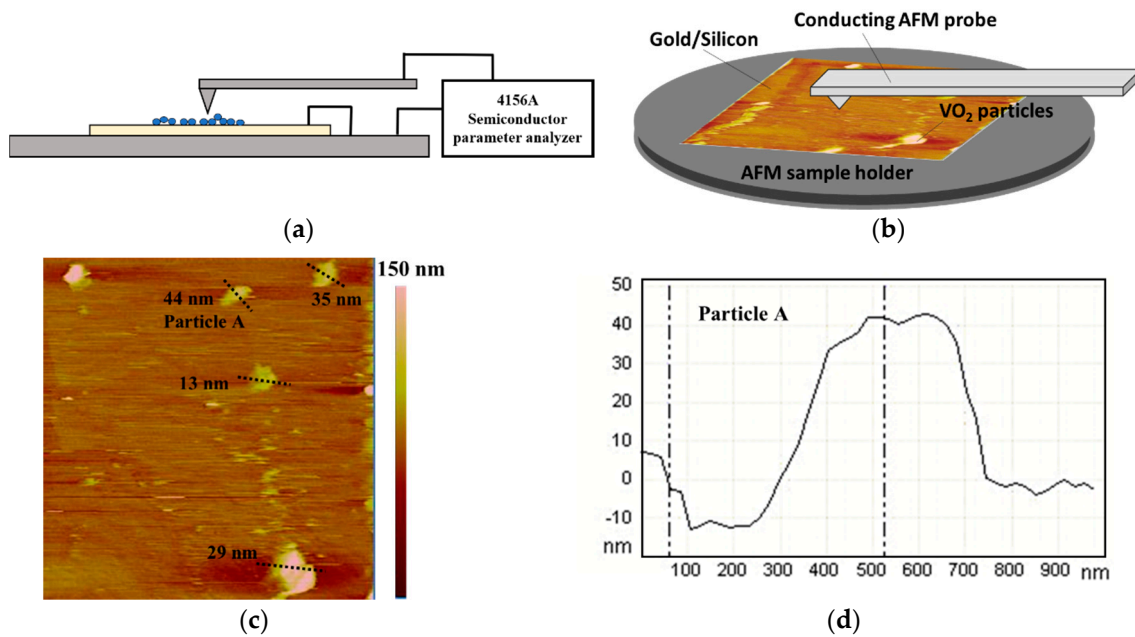 4156A
Semiconductor
parameter analyzer
(a)
Conducting AFM probe
Gold/Silicon
VO₂ particles
AFM sample holder
(b)
150 nm
44 nm
35 nm
Particle A
13 nm
29 nm
(c)
50
Particle A
40
30
20
10
0
-10
nm
100 200 300 400 500 600 700 800 900 nm
(d)